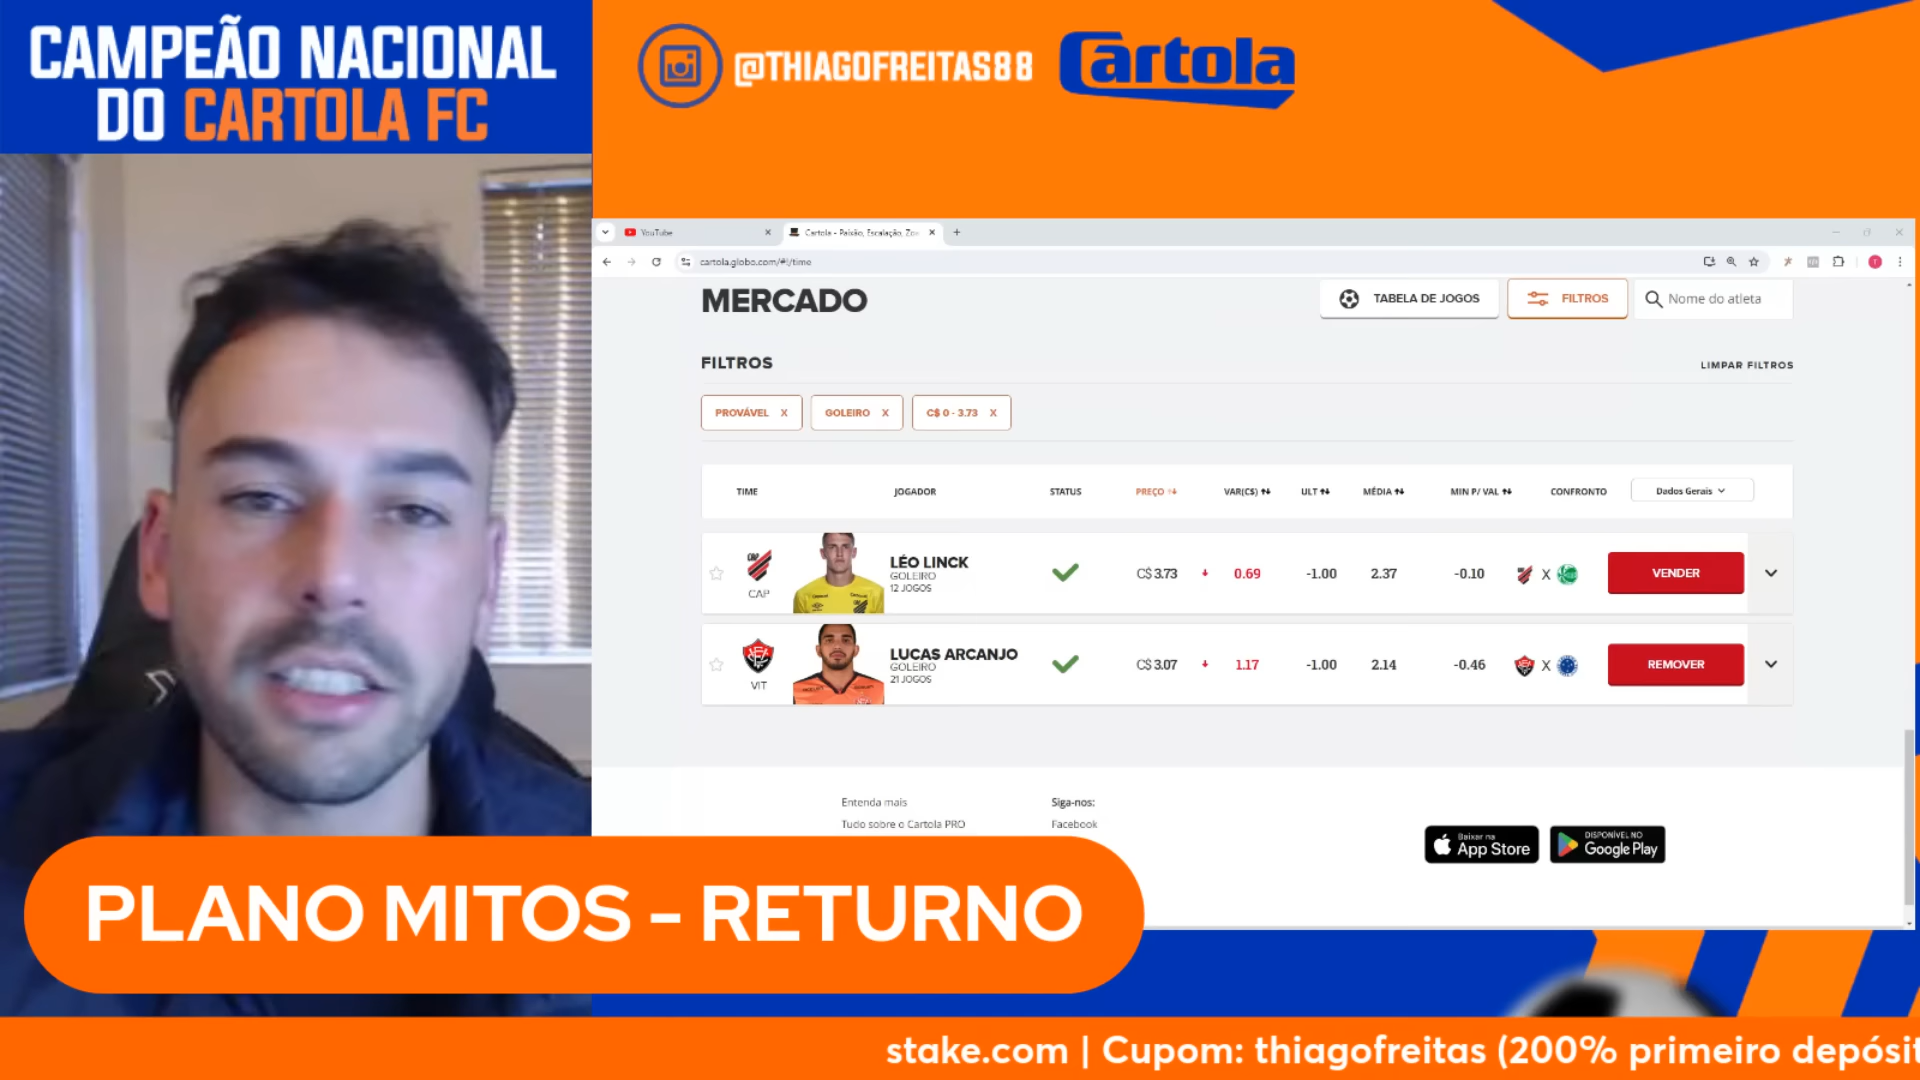 CAMPEÃO NACIONAL
DO CARTOLA FC
@THIAGOFREITAS88
Cartola
YouTube
Cartola - Paixão, Escalação, Zo
cartola.globo.com/#!/time
MERCADO
TABELA DE JOGOS
FILTROS
Nome do atleta
FILTROS
LIMPAR FILTROS
PROVÁVEL X
GOLEIRO X
C$ 0 - 3.73 X
TIME JOGADOR STATUS PREÇO VAR(C$) ULT MÉDIA MIN P/ VAL CONFRONTO Dados Gerais
CAP
LÉO LINCK
GOLEIRO
12 JOGOS
C$ 3.73 0.69 -1.00 2.37 -0.10 X VENDER
VIT
LUCAS ARCANJO
GOLEIRO
21 JOGOS
C$ 3.07 1.17 -1.00 2.14 -0.46 X REMOVER
Entenda mais
Tudo sobre o Cartola PRO
Siga-nos:
Facebook
Baixar na
App Store
DISPONÍVEL NO
Google Play
PLANO MITOS - RETURNO
stake.com | Cupom: thiagofreitas (200% primeiro depósit